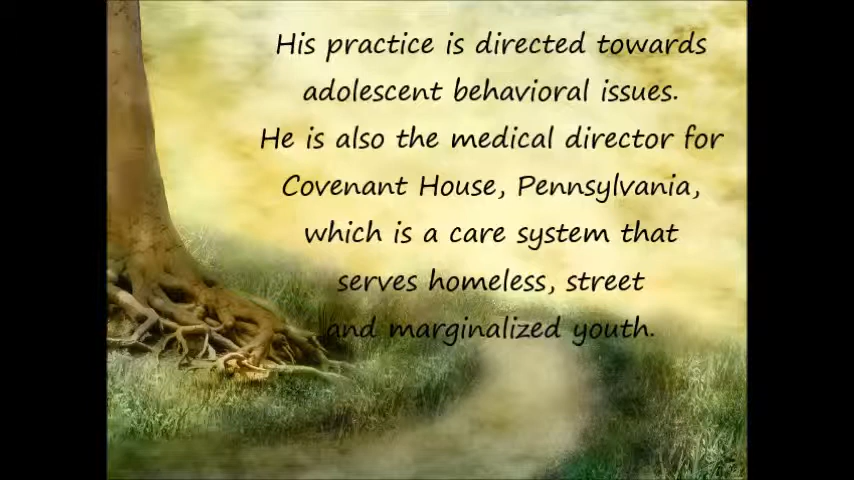 His practice is directed towards
adolescent behavioral issues.
He is also the medical director for
Covenant House, Pennsylvania,
which is a care system that
serves homeless, street
and marginalized youth.